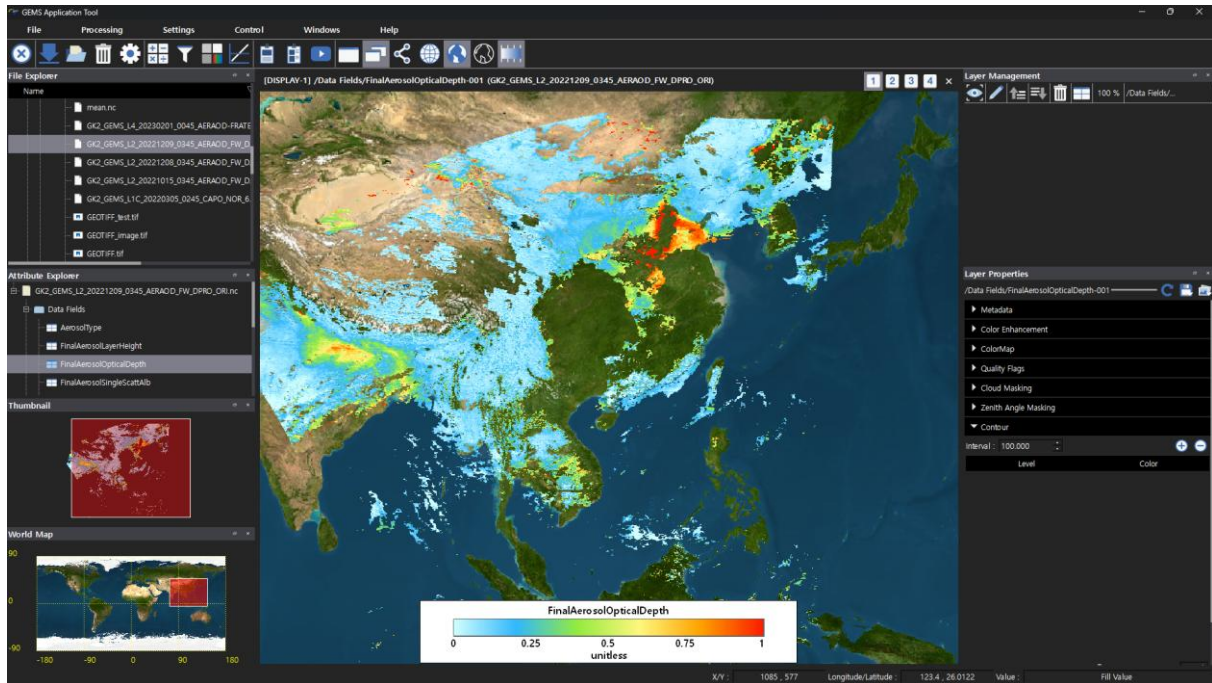 GEMS Application Tool
File Processing Settings Control Windows Help
File Explorer
Name
mean.nc
GK2_GEMS_L4_20230201_0045_AERAOD-FRATE
GK2_GEMS_L2_20221209_0345_AERAOD_FW_D
GK2_GEMS_L2_20221208_0345_AERAOD_FW_D
GK2_GEMS_L2_20221015_0345_AERAOD_FW_D
GK2_GEMS_L1C_20220305_0245_CAPO_NOR_6
GEOTIFF_test.tif
GEOTIFF_image.tif
GEOTIFF.tif
Attribute Explorer
GK2_GEMS_L2_20221209_0345_AERAOD_FW_DPRO_ORI.nc
Data Fields
AerosolType
FinalAerosolLayerHeight
FinalAerosolOpticalDepth
FinalAerosolSingleScattAlb
Thumbnail
World Map
90
0
-90
-180 -90 0 90 180
[DISPLAY-1] /Data Fields/FinalAerosolOpticalDepth-001 (GK2_GEMS_L2_20221209_0345_AERAOD_FW_DPRO_ORI)
1 2 3 4
FinalAerosolOpticalDepth
0 0.25 0.5 0.75 1
unitless
Layer Management
100 % /Data Fields/...
Layer Properties
/Data Fields/FinalAerosolOpticalDepth-001
Metadata
Color Enhancement
ColorMap
Quality Flags
Cloud Masking
Zenith Angle Masking
Contour
Interval : 100.000
Level Color
X/Y : 1085 , 577 Longitude/Latitude : 123.4 , 26.0122 Value : Fill Value